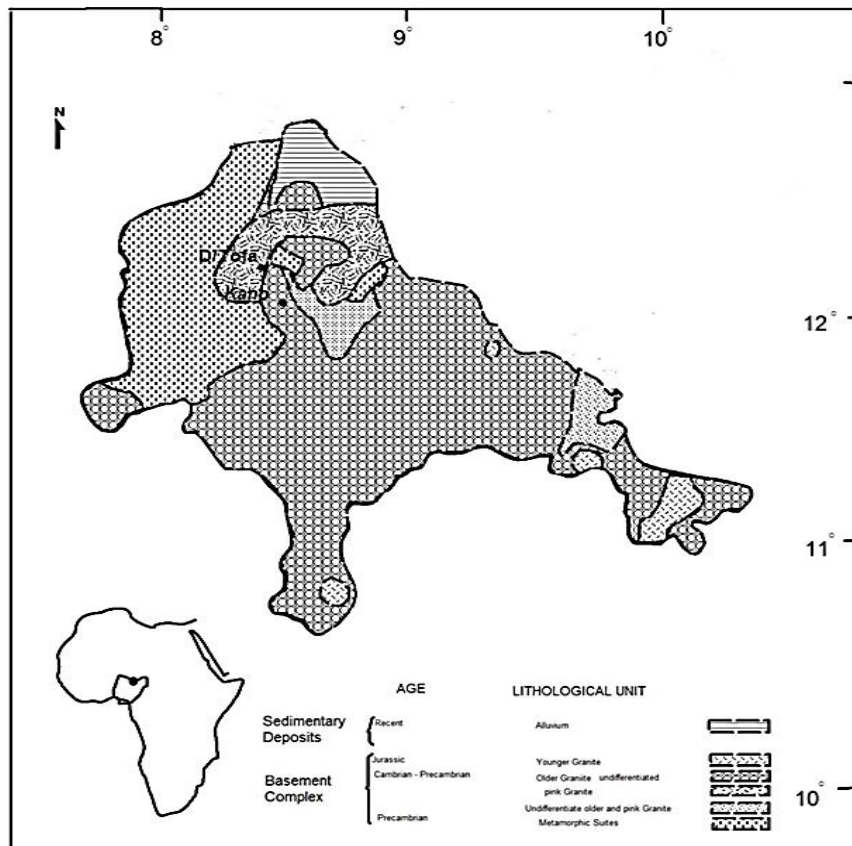 8° 9° 10°
N
D/Tofa
Kano
12°
11°
10°
AGE LITHOLOGICAL UNIT
Sedimentary Deposits
Recent Alluvium
Basement Complex
Jurassic Younger Granite
Cambrian - Precambrian Older Granite undifferentiated
pink Granite
Undifferentiate older and pink Granite
Precambrian Metamorphic Suites